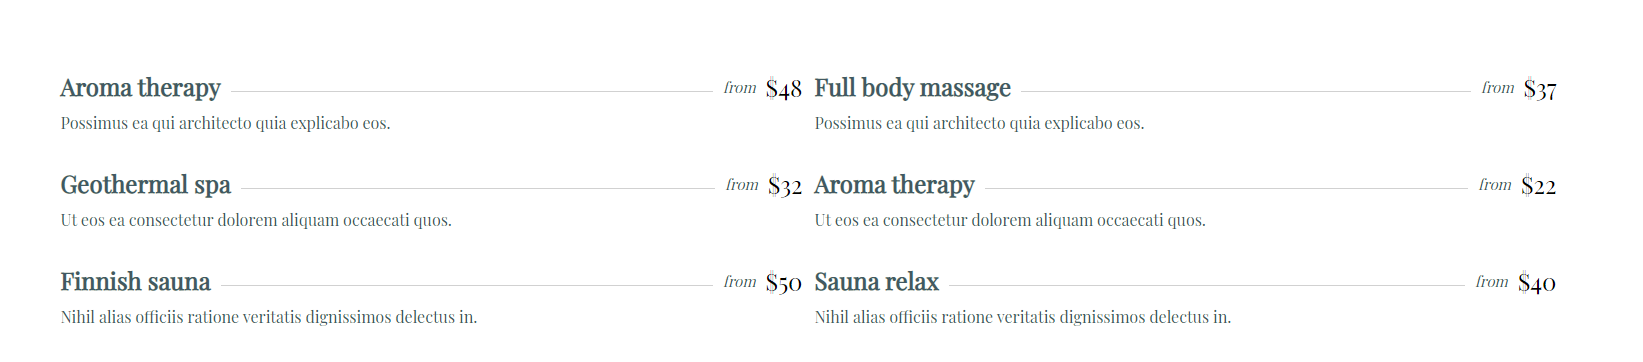 Aroma therapy from $48
Possimus ea qui architecto quia explicabo eos.
Geothermal spa from $32
Ut eos ea consectetur dolorem aliquam occaecati quos.
Finnish sauna from $50
Nihil alias officiis ratione veritatis dignissimos delectus in.
Full body massage from $37
Possimus ea qui architecto quia explicabo eos.
Aroma therapy from $22
Ut eos ea consectetur dolorem aliquam occaecati quos.
Sauna relax from $40
Nihil alias officiis ratione veritatis dignissimos delectus in.